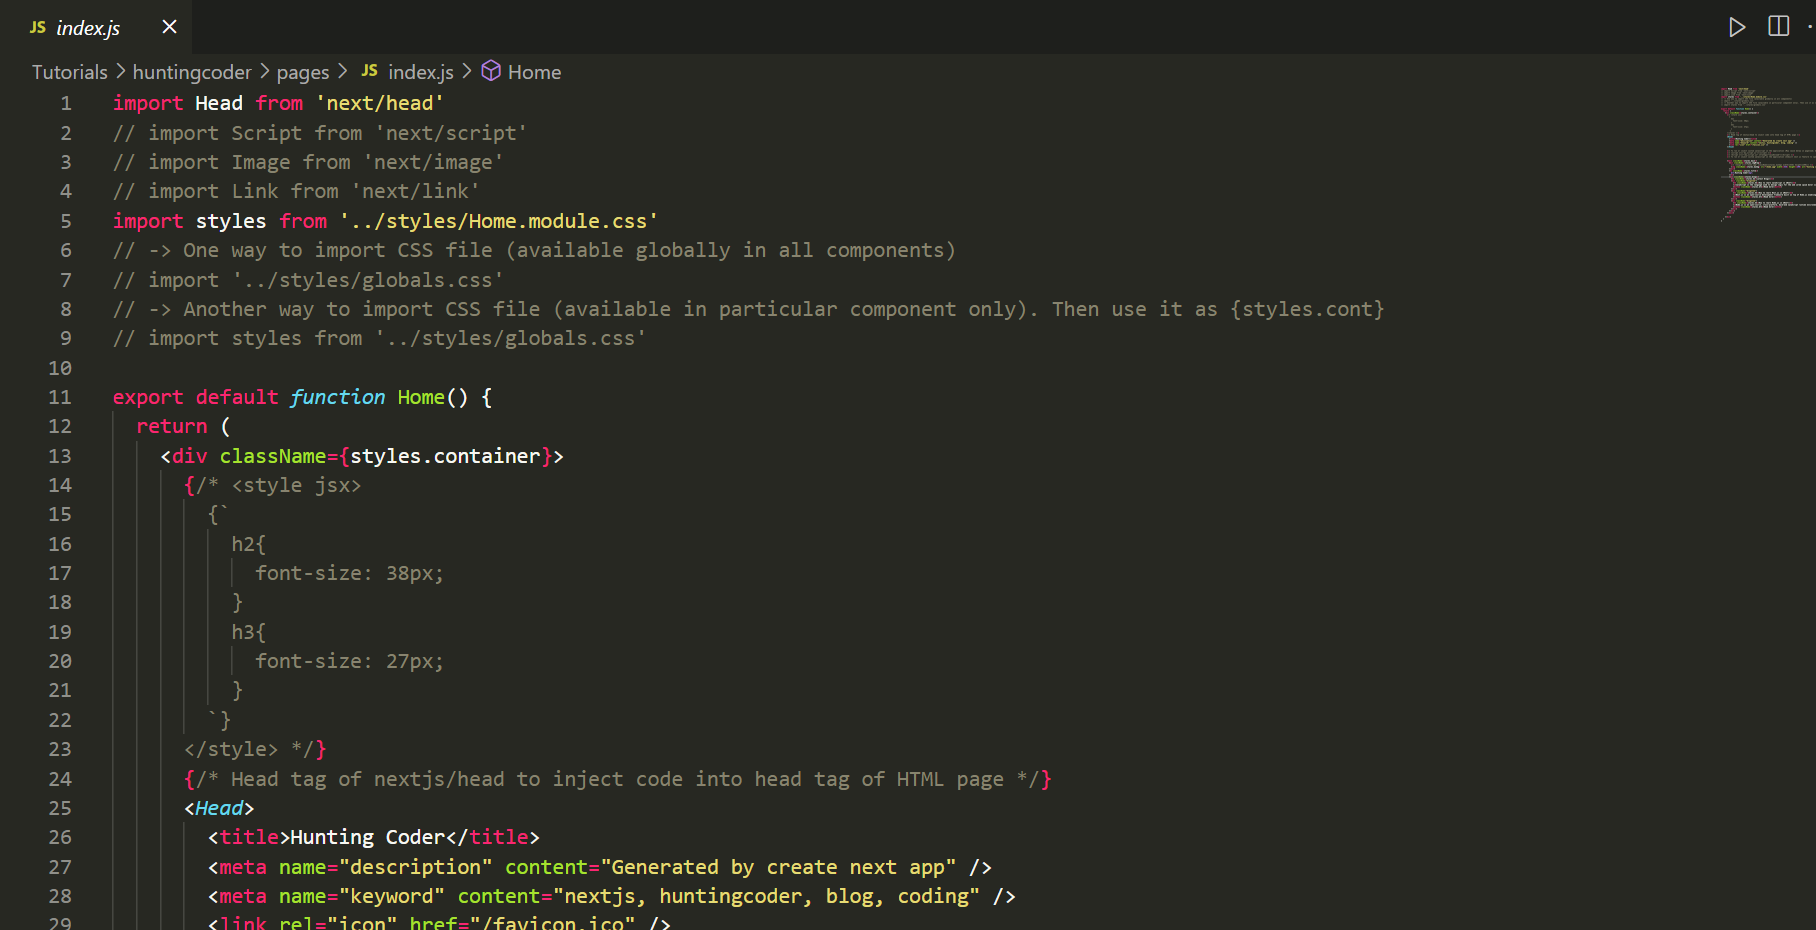 JS index.js
Tutorials > huntingcoder > pages > JS index.js > Home
1 import Head from 'next/head'
2 // import Script from 'next/script'
3 // import Image from 'next/image'
4 // import Link from 'next/link'
5 import styles from '../styles/Home.module.css'
6 // -> One way to import CSS file (available globally in all components)
7 // import '../styles/globals.css'
8 // -> Another way to import CSS file (available in particular component only). Then use it as {styles.cont}
9 // import styles from '../styles/globals.css'
10
11 export default function Home() {
12 return (
13 <div className={styles.container}>
14 {/* <style jsx>
15 {`
16 h2{
17 font-size: 38px;
18 }
19 h3{
20 font-size: 27px;
21 }
22 `}
23 </style> */}
24 {/* Head tag of nextjs/head to inject code into head tag of HTML page */}
25 <Head>
26 <title>Hunting Coder</title>
27 <meta name="description" content="Generated by create next app" />
28 <meta name="keyword" content="nextjs, huntingcoder, blog, coding" />
29 <link rel="icon" href="/favicon.ico" />